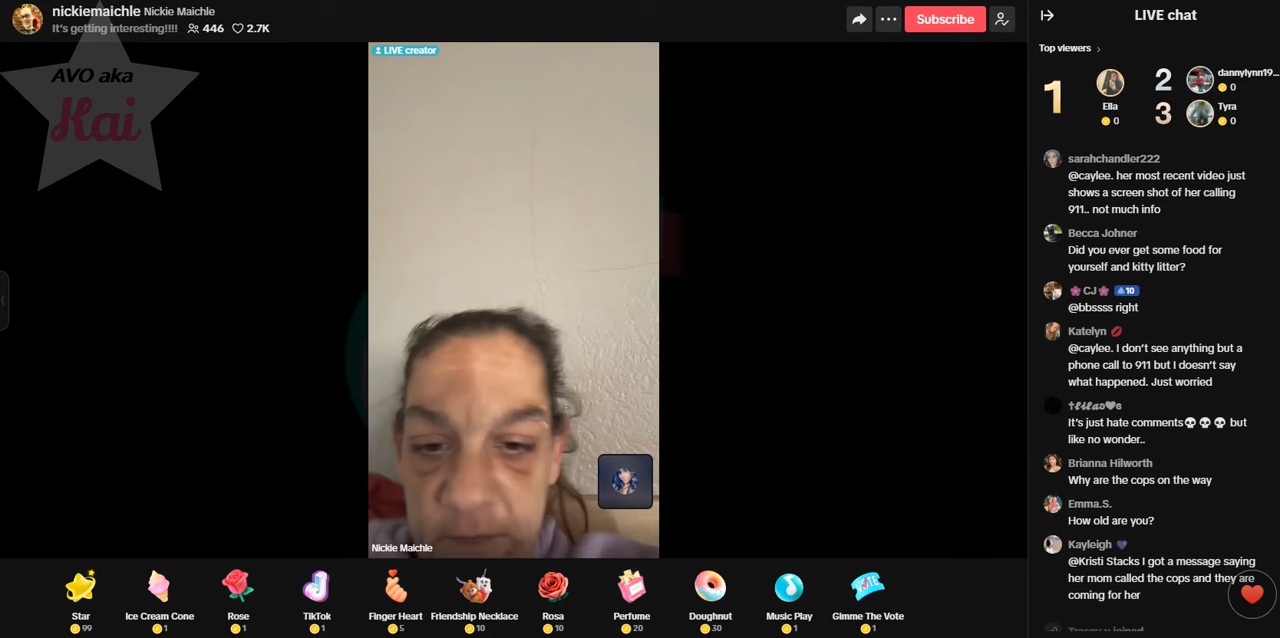 nickiemaichle Nickie Maichle
It's getting interesting!!!! 446 2.7K
Subscribe
AVO aka
Kai
LIVE creator
Nickie Maichle
Star
99
Ice Cream Cone
1
Rose
1
TikTok
1
Finger Heart
5
Friendship Necklace
10
Rosa
10
Perfume
20
Doughnut
30
Music Play
1
VOTE
Gimme The Vote
1
LIVE chat
Top viewers
1
Ella
0
2
dannylynn19...
0
3
Tyra
0
sarahchandler222
@caylee. her most recent video just
shows a screen shot of her calling
911.. not much info
Becca Johner
Did you ever get some food for
yourself and kitty litter?
🌸CJ🌸 10
@bbssss right
Katelyn 💋
@caylee. I don't see anything but a
phone call to 911 but I doesn't say
what happened. Just worried
It's just hate comments💀💀💀 but
like no wonder..
Brianna Hilworth
Why are the cops on the way
Emma.S.
How old are you?
Kayleigh 💜
@Kristi Stacks I got a message saying
her mom called the cops and they are
coming for her